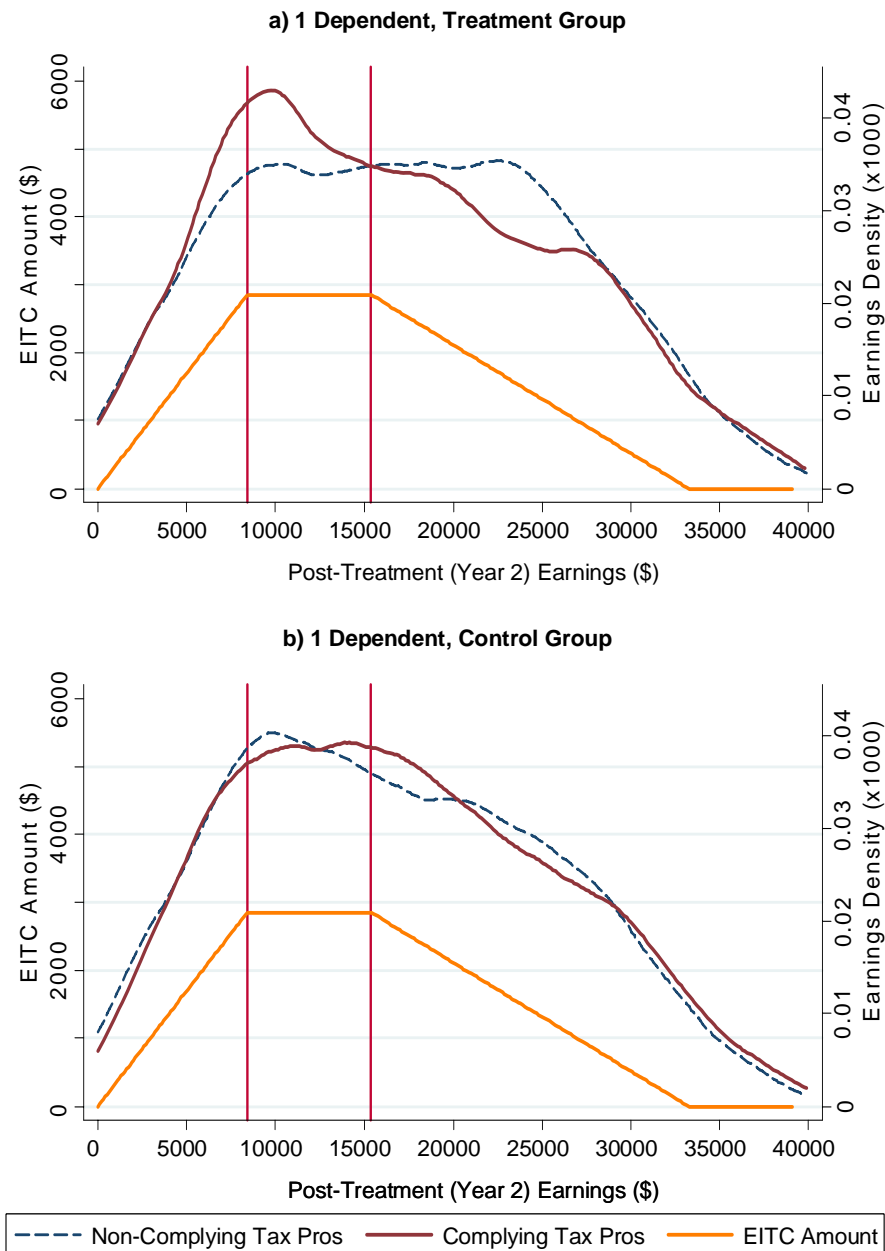 a) 1 Dependent, Treatment Group
EITC Amount ($)
6000
4000
2000
0
0.04
0.03
0.02
0.01
0
Earnings Density (x1000)
0 5000 10000 15000 20000 25000 30000 35000 40000
Post-Treatment (Year 2) Earnings ($)
b) 1 Dependent, Control Group
EITC Amount ($)
6000
4000
2000
0
0.04
0.03
0.02
0.01
0
Earnings Density (x1000)
0 5000 10000 15000 20000 25000 30000 35000 40000
Post-Treatment (Year 2) Earnings ($)
Non-Complying Tax Pros Complying Tax Pros EITC Amount